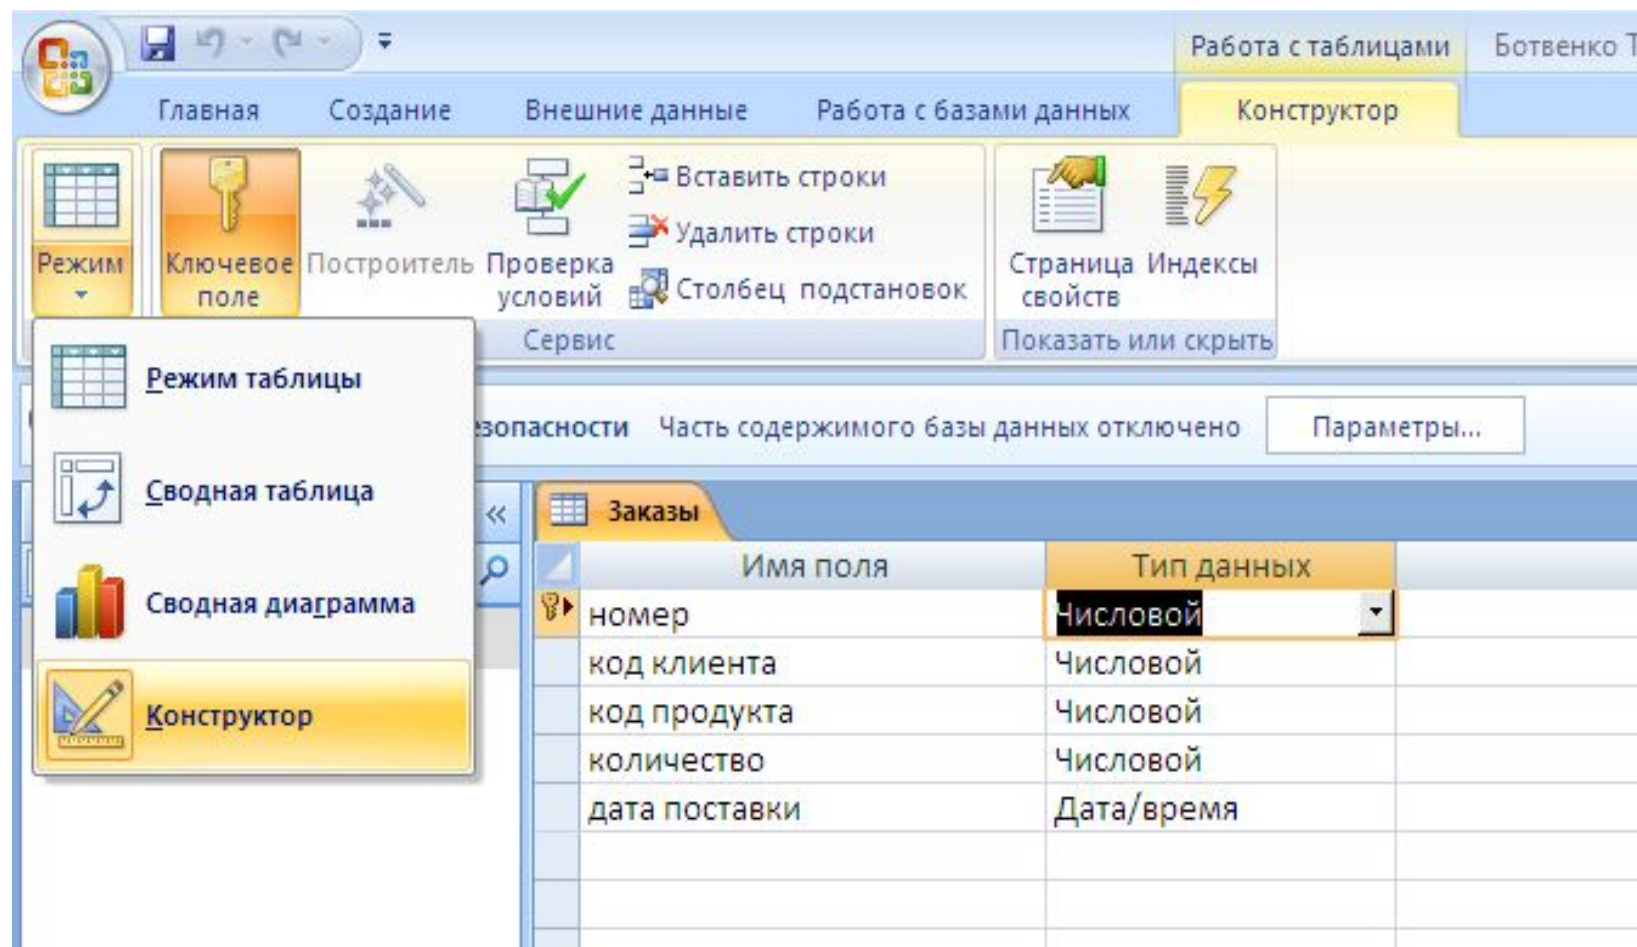 Работа с таблицами Ботвенко
Главная Создание Внешние данные Работа с базами данных Конструктор
Режим
Ключевое поле
Построитель
Проверка условий
Вставить строки
Удалить строки
Столбец подстановок
Страница свойств
Индексы
Сервис
Показать или скрыть
Режим таблицы
Сводная таблица
Сводная диаграмма
Конструктор
Часть содержимого базы данных отключено Параметры...
Заказы
Имя поля Тип данных
номер Числовой
код клиента Числовой
код продукта Числовой
количество Числовой
дата поставки Дата/время